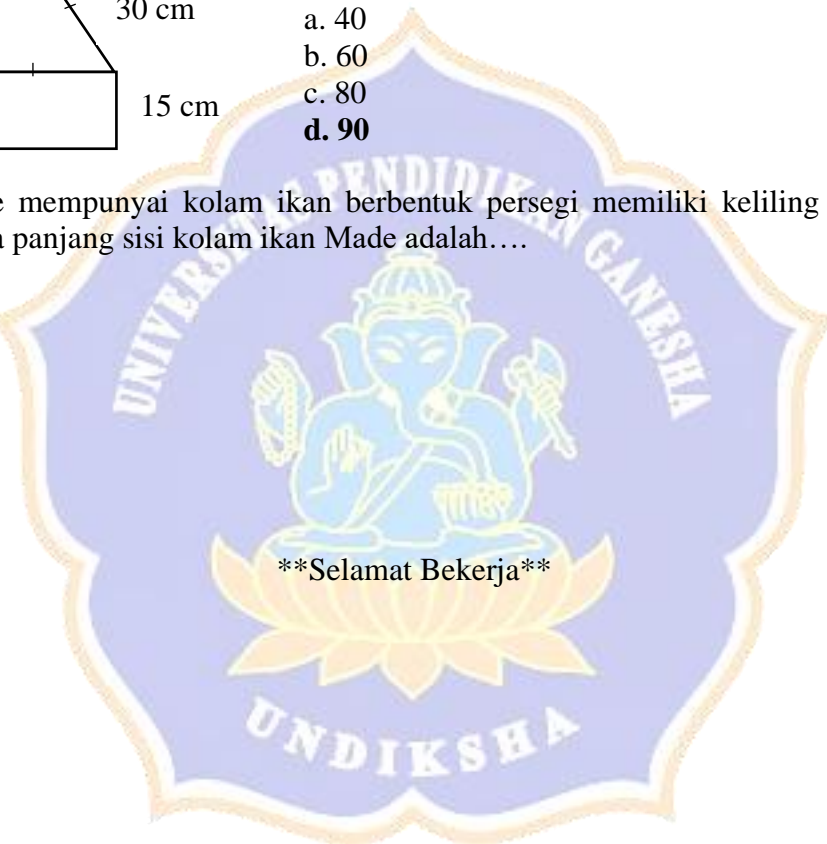 30 cm
15 cm
a. 40
b. 60
c. 80
d. 90
mempunyai kolam ikan berbentuk persegi memiliki keliling
panjang sisi kolam ikan Made adalah….
UNIVERSITAS PENDIDIKAN GANESHA
**Selamat Bekerja**
UNDIKSHA